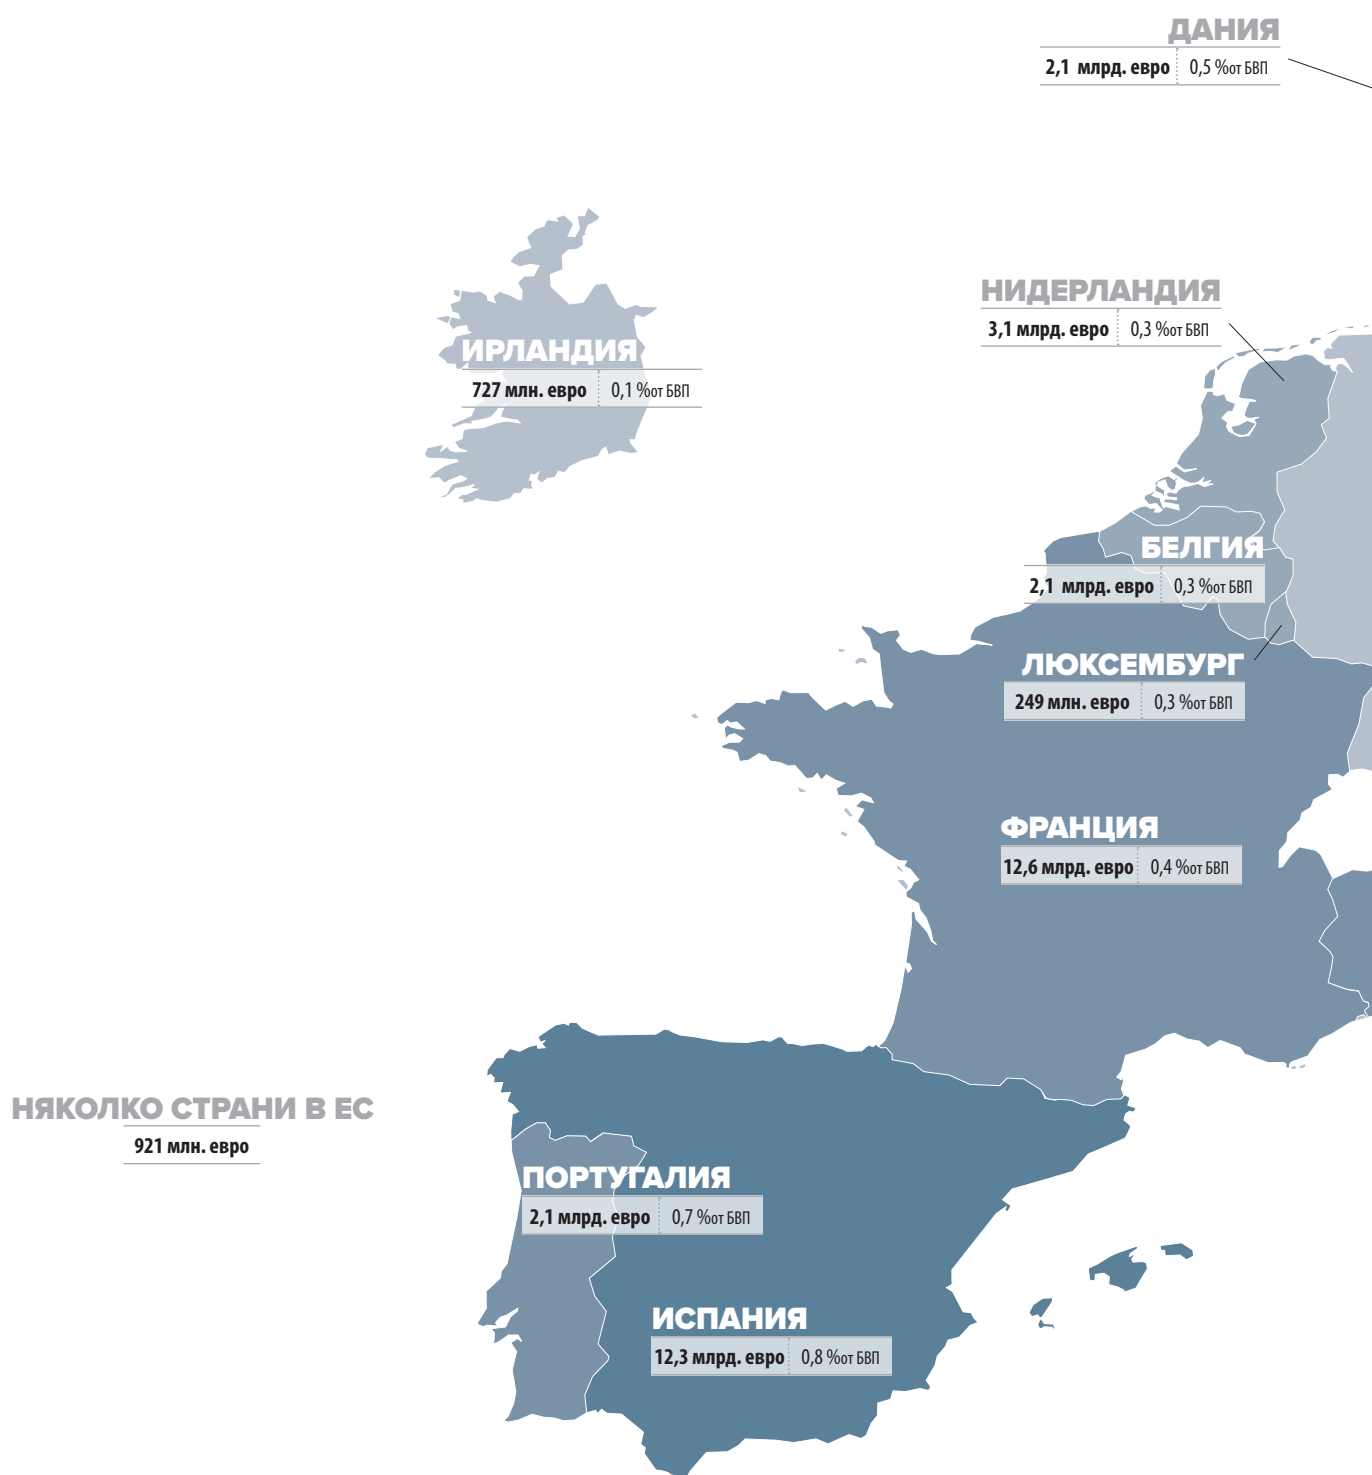 ДАНИЯ
2,1 млрд. евро 0,5 %от БВП
НИДЕРЛАНДИЯ
3,1 млрд. евро 0,3 %от БВП
ИРЛАНДИЯ
727 млн. евро 0,1 %от БВП
БЕЛГИЯ
2,1 млрд. евро 0,3 %от БВП
ЛЮКСЕМБУРГ
249 млн. евро 0,3 %от БВП
ФРАНЦИЯ
12,6 млрд. евро 0,4 %от БВП
НЯКОЛКО СТРАНИ В ЕС
921 млн. евро
ПОРТУГАЛИЯ
2,1 млрд. евро 0,7 %от БВП
ИСПАНИЯ
12,3 млрд. евро 0,8 %от БВП